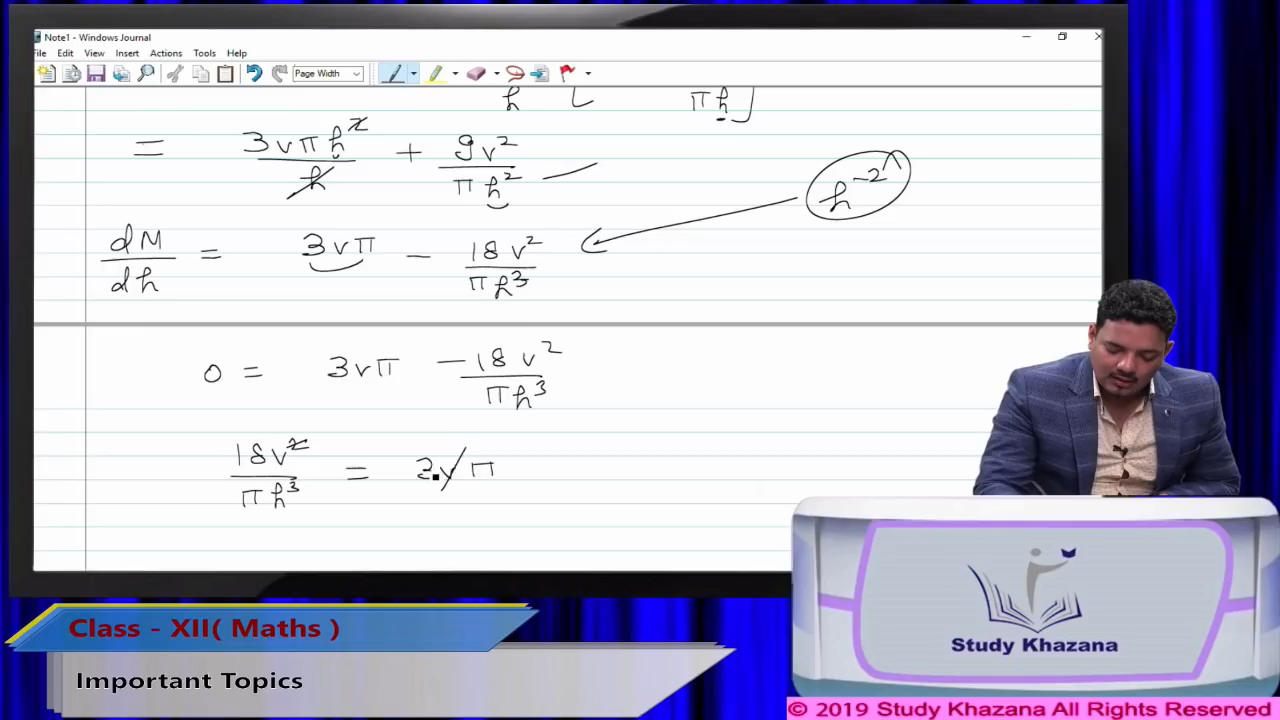 Note1 - Windows Journal
File Edit View Insert Actions Tools Help
Page Width
h πh ]
= 3vπh² / h + 9v² / πh²
h⁻²
dM/dh = 3vπ - 18v² / πh³
0 = 3vπ - 18v² / πh³
18v² / πh³ = 3vπ
Study Khazana
Class - XII( Maths )
Important Topics
© 2019 Study Khazana All Rights Reserved